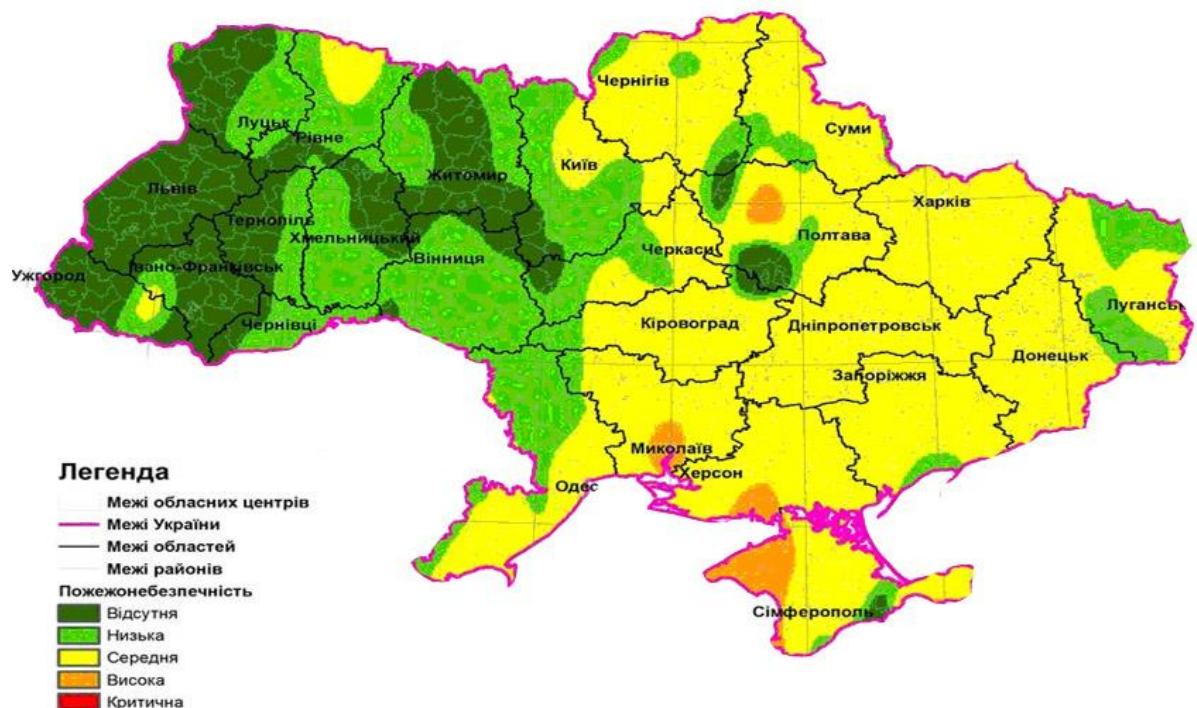 Чернігів
Суми
Луцьк
Рівне
Київ
Житомир
Львів
Харків
Тернопіль
Полтава
Хмельницький
Черкаси
Вінниця
Ужгород
Івано-Франківськ
Луганськ
Чернівці
Кіровоград
Дніпропетровськ
Донецьк
Запоріжжя
Миколаїв
Херсон
Одес
Сімферополь
Легенда
Межі обласних центрів
Межі України
Межі областей
Межі районів
Пожежонебезпечність
Відсутня
Низька
Середня
Висока
Критична